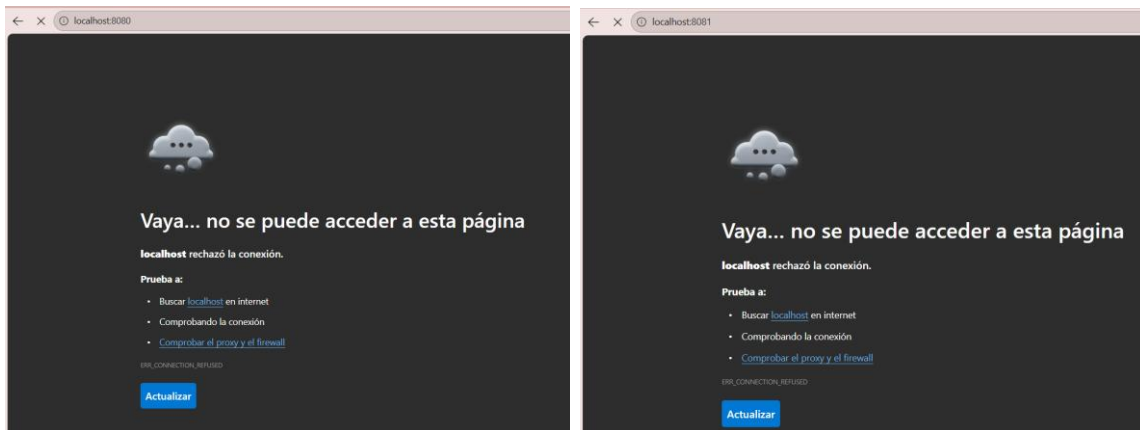 localhost:8080
Vaya... no se puede acceder a esta página
localhost rechazó la conexión.
Prueba a:
• Buscar localhost en internet
• Comprobando la conexión
• Comprobar el proxy y el firewall
ERR_CONNECTION_REFUSED
Actualizar
localhost:8081
Vaya... no se puede acceder a esta página
localhost rechazó la conexión.
Prueba a:
• Buscar localhost en internet
• Comprobando la conexión
• Comprobar el proxy y el firewall
ERR_CONNECTION_REFUSED
Actualizar